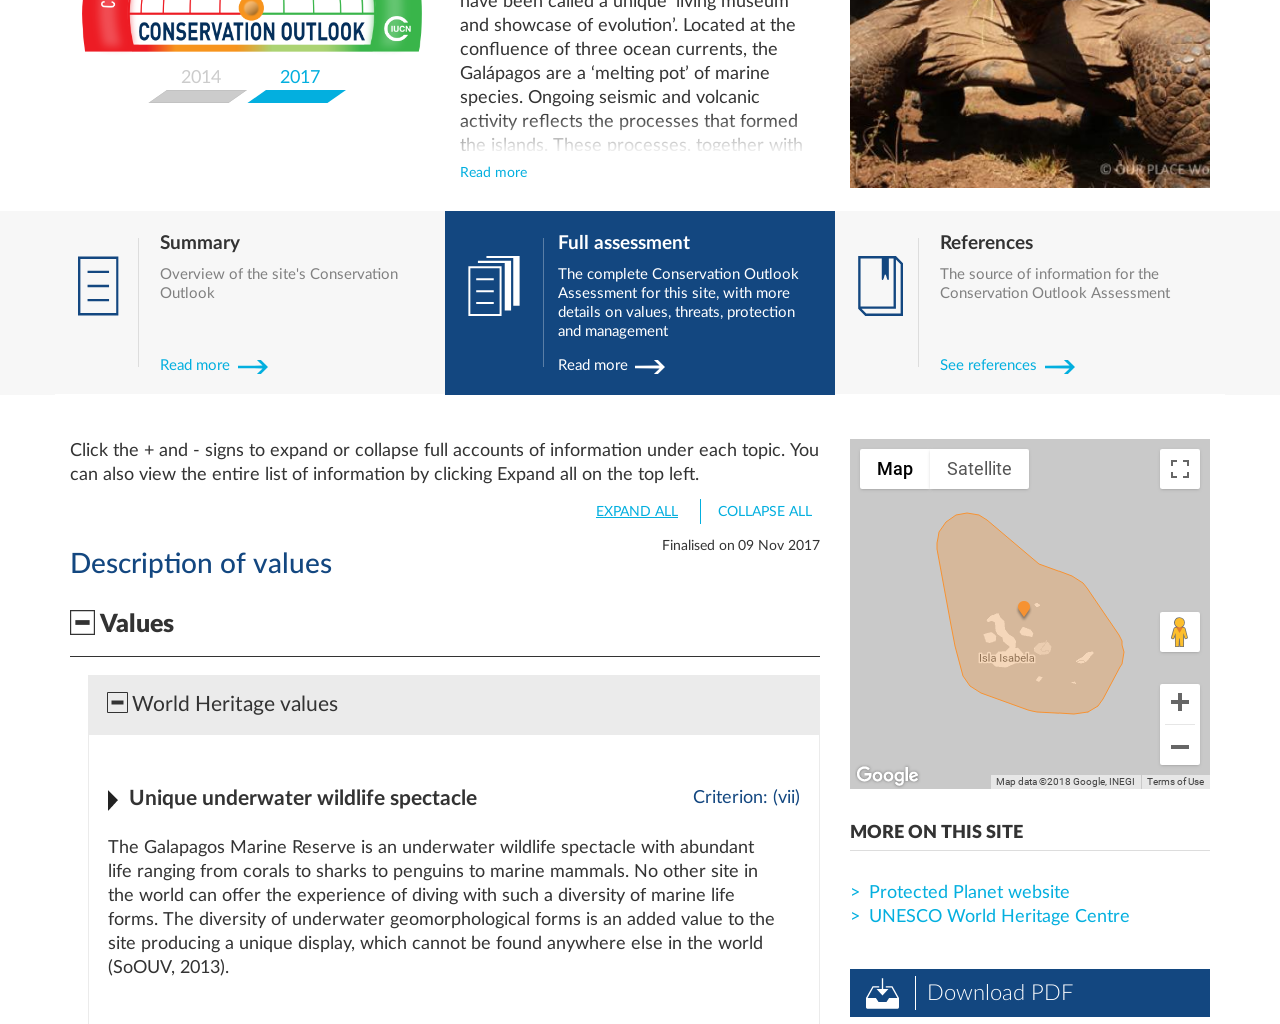 CONSERVATION OUTLOOK
IUCN
2014
2017
and showcase of evolution’. Located at the
confluence of three ocean currents, the
Galápagos are a ‘melting pot’ of marine
species. Ongoing seismic and volcanic
activity reflects the processes that formed
the islands. These processes, together with
Read more
© OUR PLACE Wo
Summary
Overview of the site's Conservation
Outlook
Read more
Full assessment
The complete Conservation Outlook
Assessment for this site, with more
details on values, threats, protection
and management
Read more
References
The source of information for the
Conservation Outlook Assessment
See references
Click the + and - signs to expand or collapse full accounts of information under each topic. You
can also view the entire list of information by clicking Expand all on the top left.
EXPAND ALL
COLLAPSE ALL
Finalised on 09 Nov 2017
Description of values
Values
World Heritage values
Unique underwater wildlife spectacle
Criterion: (vii)
The Galapagos Marine Reserve is an underwater wildlife spectacle with abundant
life ranging from corals to sharks to penguins to marine mammals. No other site in
the world can offer the experience of diving with such a diversity of marine life
forms. The diversity of underwater geomorphological forms is an added value to the
site producing a unique display, which cannot be found anywhere else in the world
(SoOUV, 2013).
Map
Satellite
Isla Isabela
Google
Map data ©2018 Google, INEGI
Terms of Use
MORE ON THIS SITE
> Protected Planet website
> UNESCO World Heritage Centre
Download PDF